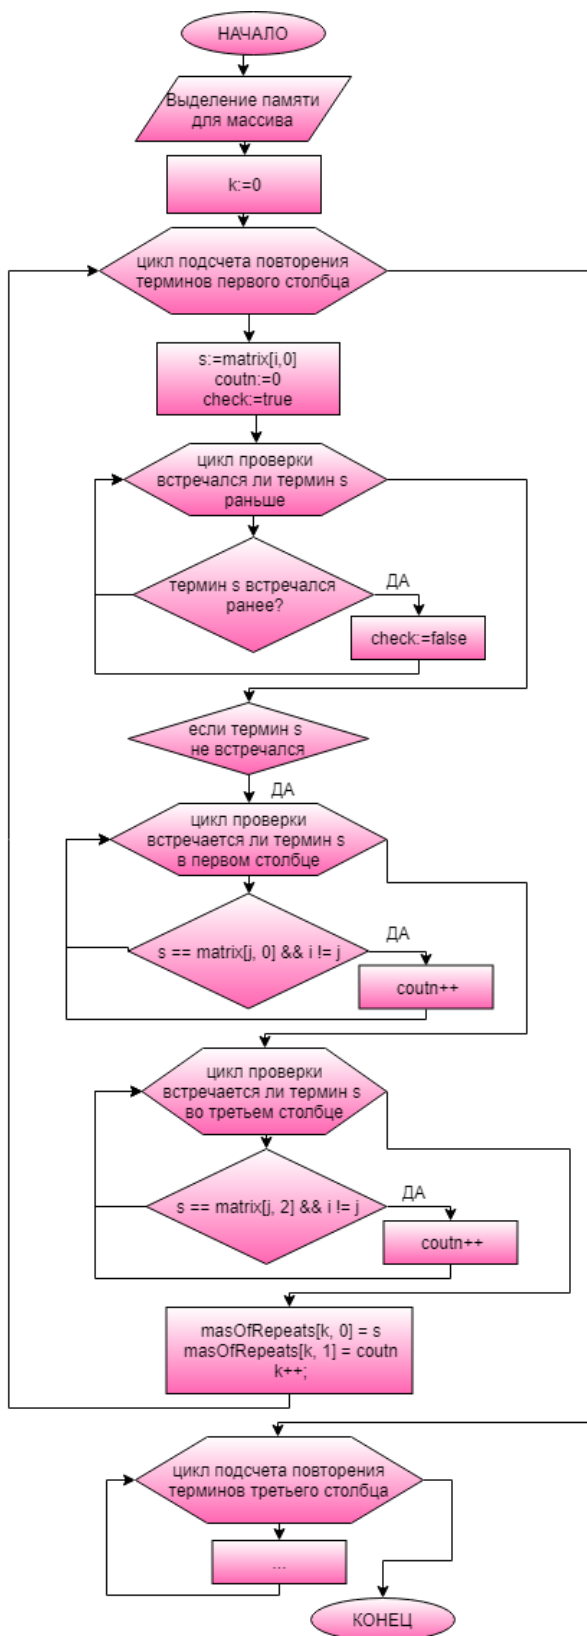 НАЧАЛО
Выделение памяти
для массива
k:=0
цикл подсчета повторения
терминов первого столбца
s:=matrix[i,0]
coutn:=0
check:=true
цикл проверки
встречался ли термин s
раньше
термин s встречался
ранее?
ДА
check:=false
если термин s
не встречался
ДА
цикл проверки
встречается ли термин s
в первом столбце
s == matrix[j, 0] && i != j
ДА
coutn++
цикл проверки
встречается ли термин s
во третьем столбце
s == matrix[j, 2] && i != j
ДА
coutn++
masOfRepeats[k, 0] = s
masOfRepeats[k, 1] = coutn
k++;
цикл подсчета повторения
терминов третьего столбца
...
КОНЕЦ